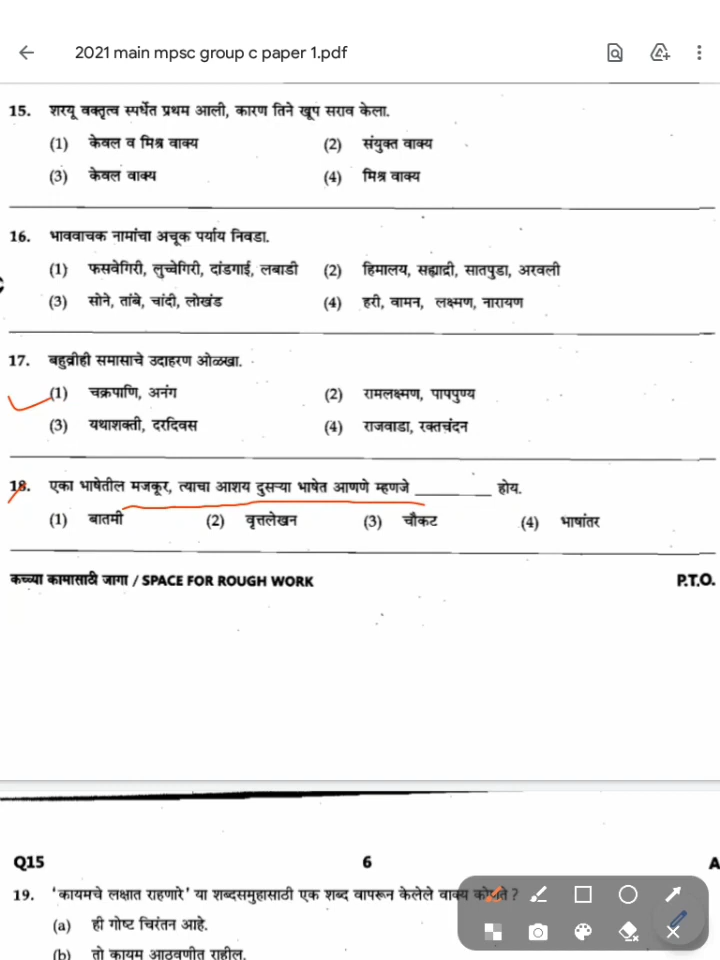 2021 main mpsc group c paper 1.pdf
15. शरयू वक्तृत्व स्पर्धेत प्रथम आली, कारण तिने खूप सराव केला.
(1) केवल व मिश्र वाक्य (2) संयुक्त वाक्य
(3) केवल वाक्य (4) मिश्र वाक्य
16. भाववाचक नामांचा अचूक पर्याय निवडा.
(1) फसवेगिरी, लुच्चेगिरी, दांडगाई, लबाडी (2) हिमालय, सह्याद्री, सातपुडा, अरवली
(3) सोने, तांबे, चांदी, लोखंड (4) हरी, वामन, लक्ष्मण, नारायण
17. बहुव्रीही समासाचे उदाहरण ओळखा.
(1) चक्रपाणि, अनंग (2) रामलक्ष्मण, पापपुण्य
(3) यथाशक्ती, दरदिवस (4) राजवाडा, रक्तचंदन
18. एका भाषेतील मजकूर, त्याचा आशय दुसऱ्या भाषेत आणणे म्हणजे ________ होय.
(1) बातमी (2) वृत्तलेखन (3) चौकट (4) भाषांतर
कच्च्या कामासाठी जागा / SPACE FOR ROUGH WORK P.T.O.
Q15 6 A
19. 'कायमचे लक्षात राहणारे' या शब्दसमुहासाठी एक शब्द वापरून केलेले वाक्य कोणते ?
(a) ही गोष्ट चिरंतन आहे.
(b) तो कायम आठवणीत राहील.